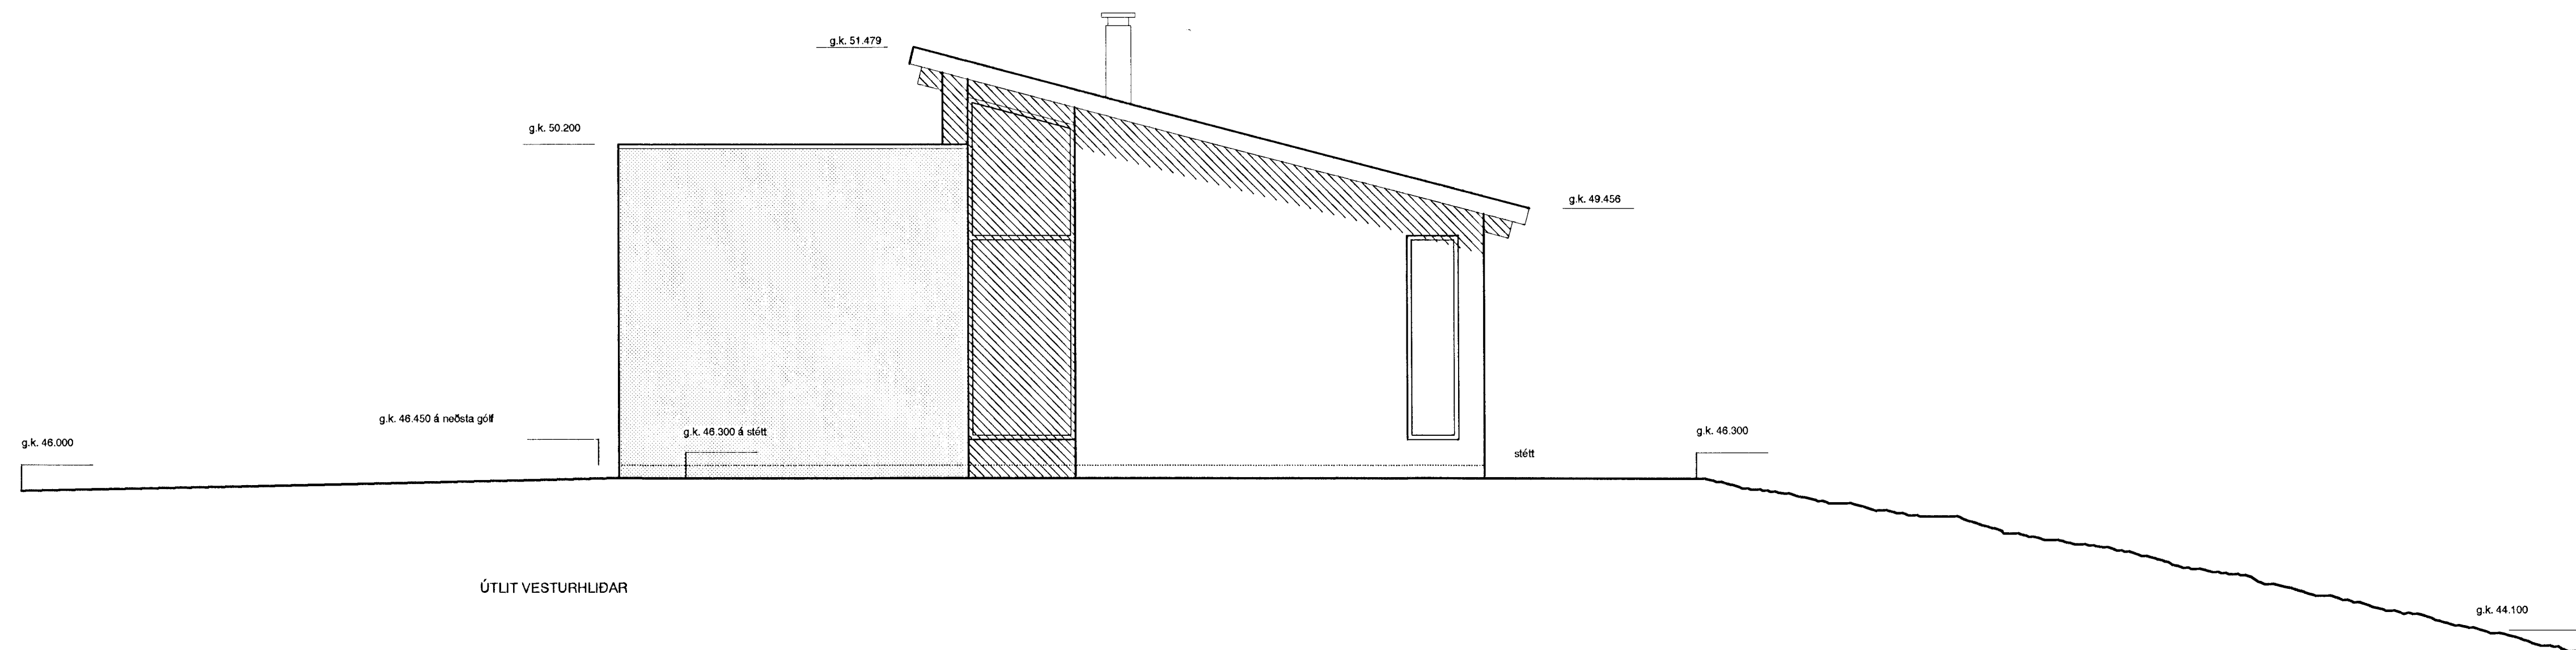 g.k. 51.479
g.k. 50.200
g.k. 49.456
g.k. 46.450 á neðsta gólf
g.k. 46.300 á stétt
g.k. 46.300
g.k. 46.000
stétt
ÚTLIT VESTURHLIÐAR
g.k. 44.100